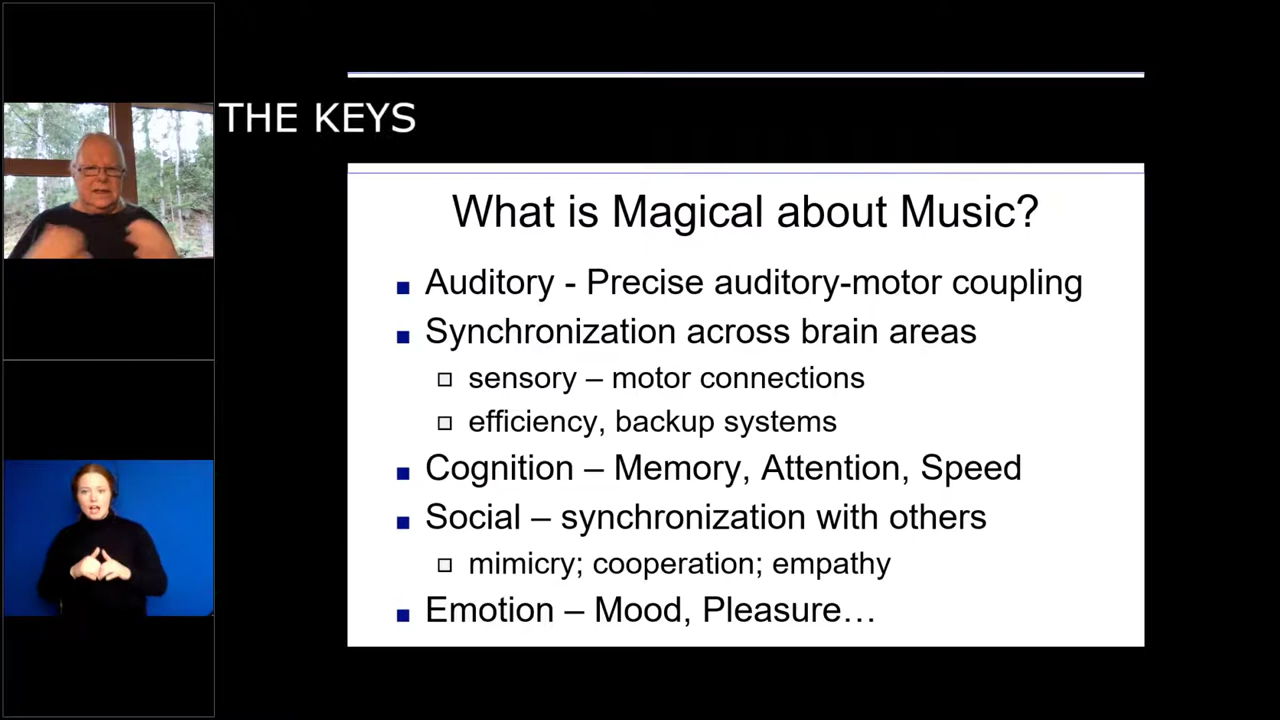 THE KEYS
What is Magical about Music?
Auditory - Precise auditory-motor coupling
Synchronization across brain areas
sensory – motor connections
efficiency, backup systems
Cognition – Memory, Attention, Speed
Social – synchronization with others
mimicry; cooperation; empathy
Emotion – Mood, Pleasure…